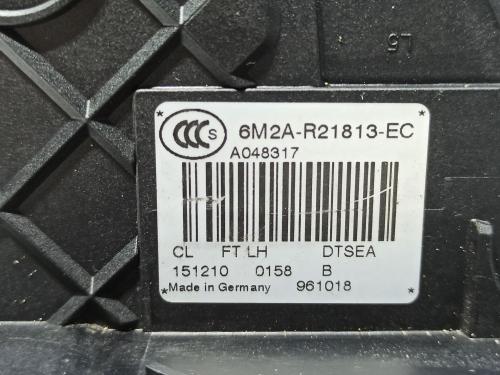 L5
CCC S 6M2A-R21813-EC
A048317
CL FT LH DTSEA
151210 0158 B
Made in Germany 961018